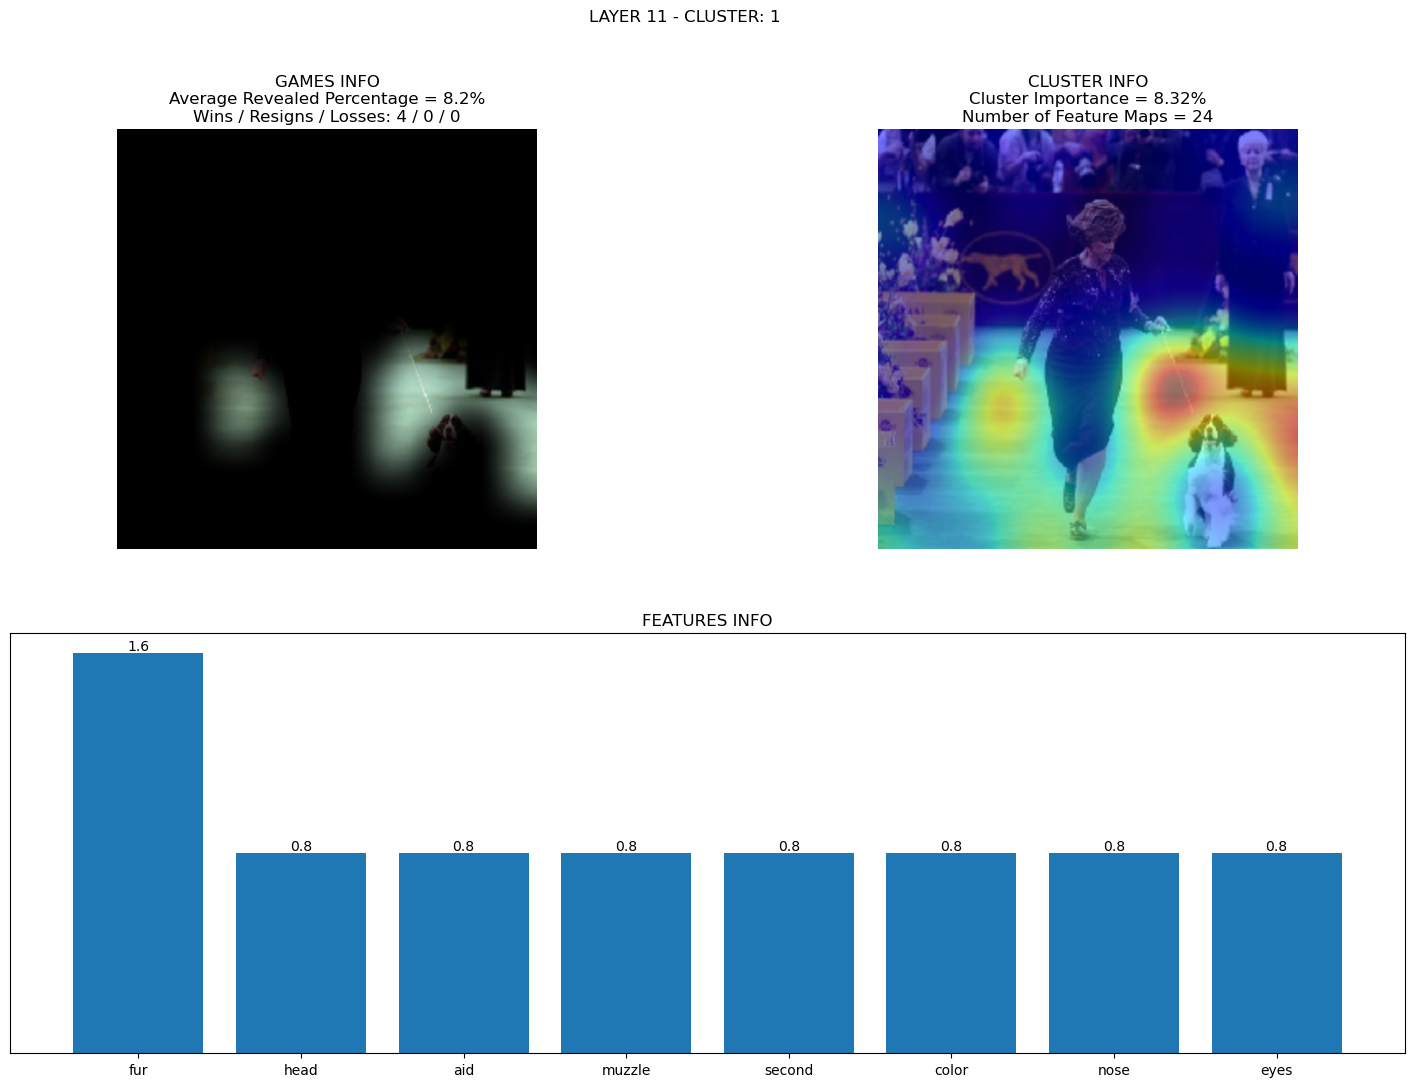 LAYER 11 - CLUSTER: 1
GAMES INFO
Average Revealed Percentage = 8.2%
Wins / Resigns / Losses: 4 / 0 / 0
CLUSTER INFO
Cluster Importance = 8.32%
Number of Feature Maps = 24
FEATURES INFO
1.6
0.8
0.8
0.8
0.8
0.8
0.8
0.8
fur
head
aid
muzzle
second
color
nose
eyes